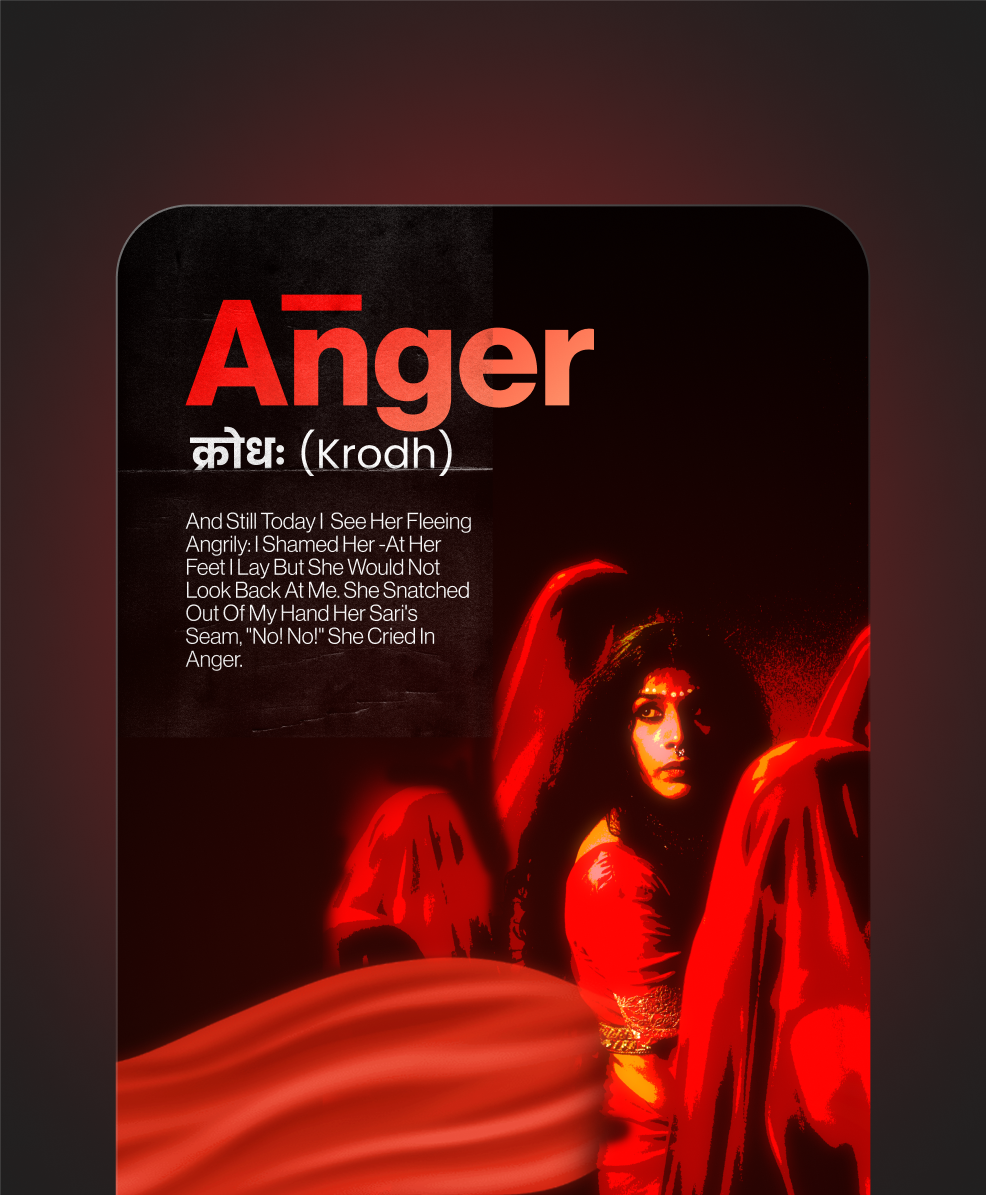 Anger
क्रोधः (Krodh)
And Still Today I See Her Fleeing
Angrily: I Shamed Her -At Her
Feet I Lay But She Would Not
Look Back At Me. She Snatched
Out Of My Hand Her Sari's
Seam, "No! No!" She Cried In
Anger.